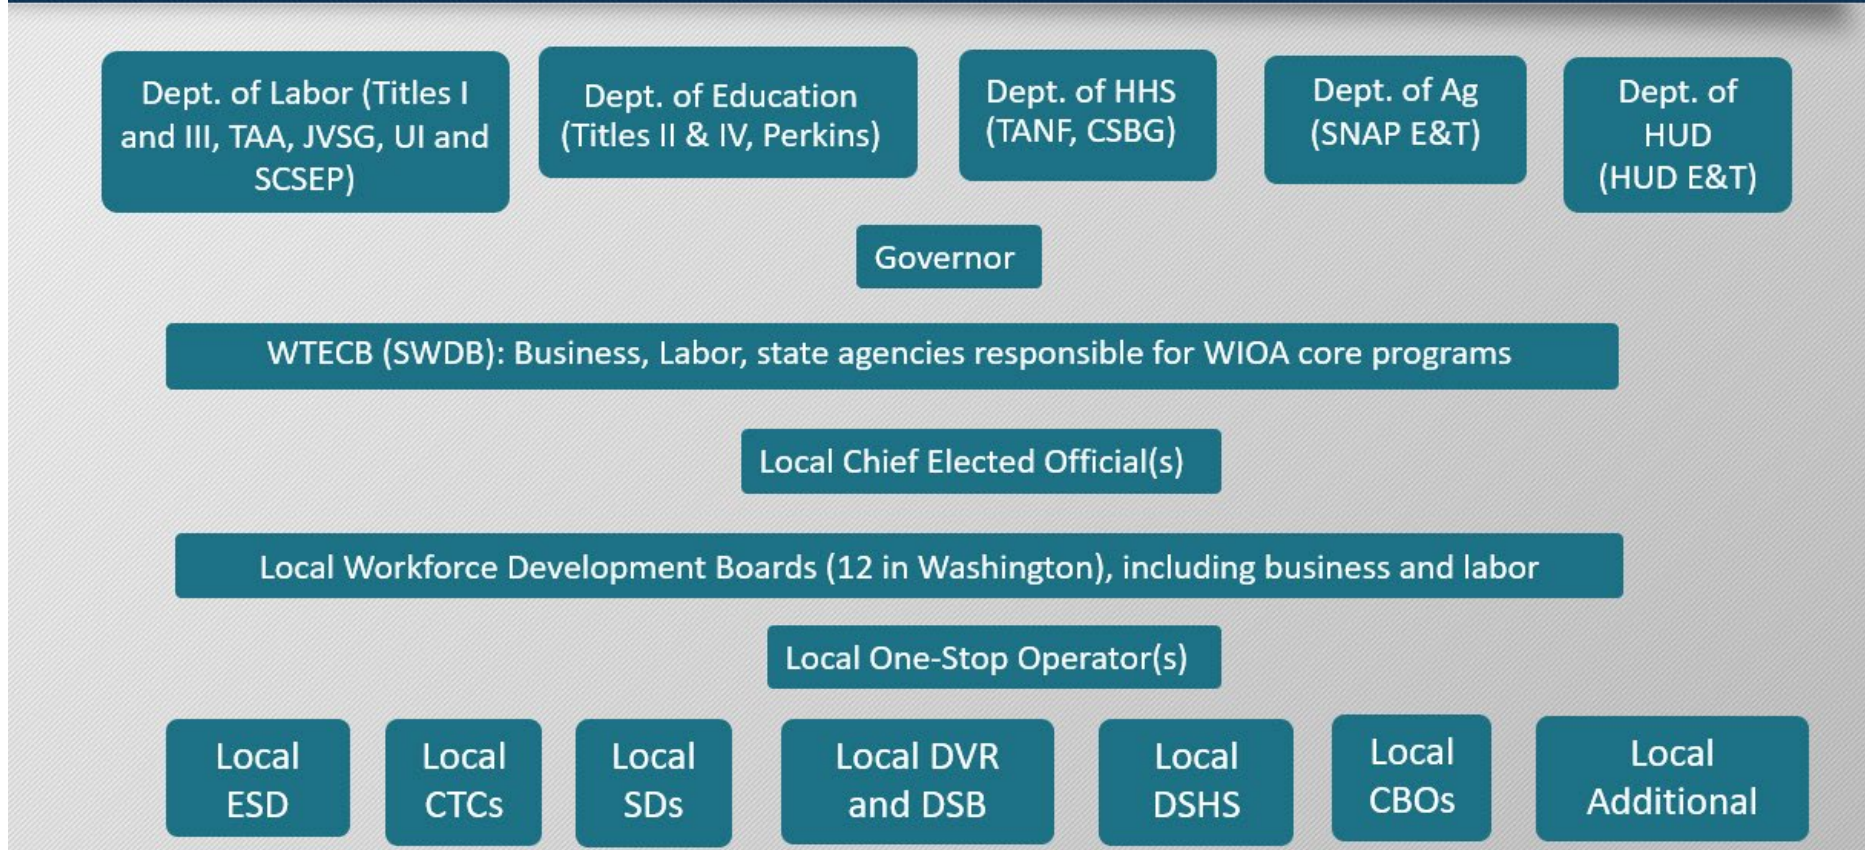 Dept. of Labor (Titles I
and III, TAA, JVSG, UI and
SCSEP)
Dept. of Education
(Titles II & IV, Perkins)
Dept. of HHS
(TANF, CSBG)
Dept. of Ag
(SNAP E&T)
Dept. of
HUD
(HUD E&T)
Governor
WTECB (SWDB): Business, Labor, state agencies responsible for WIOA core programs
Local Chief Elected Official(s)
Local Workforce Development Boards (12 in Washington), including business and labor
Local One-Stop Operator(s)
Local
ESD
Local
CTCs
Local
SDs
Local DVR
and DSB
Local
DSHS
Local
CBOs
Local
Additional